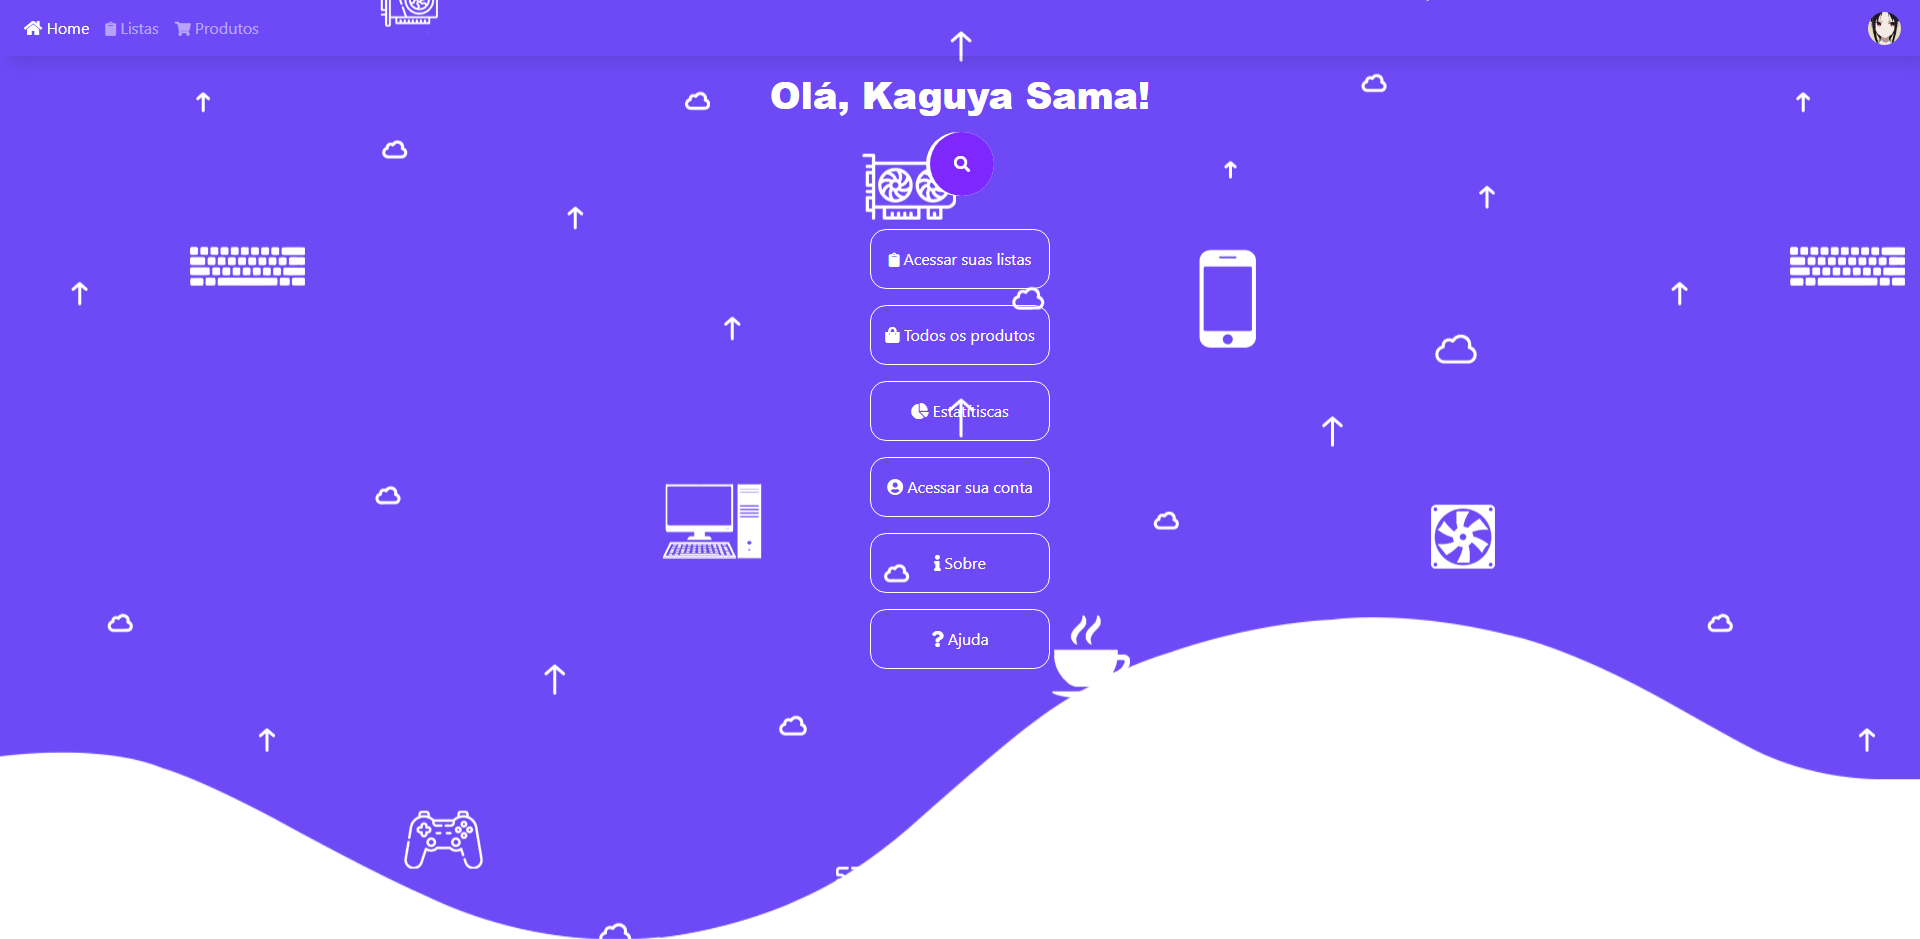 Home Listas Produtos
Olá, Kaguya Sama!
Acessar suas listas
Todos os produtos
Estatitiscas
Acessar sua conta
Sobre
Ajuda